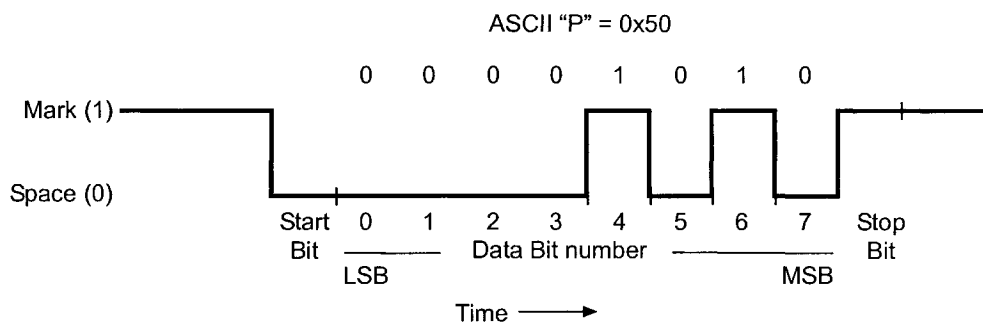 ASCII “P” = 0x50
0 0 0 0 1 0 1 0
Mark (1)
Space (0)
Start Bit 0 1 2 3 4 5 6 7 Stop Bit
Data Bit number
LSB MSB
Time